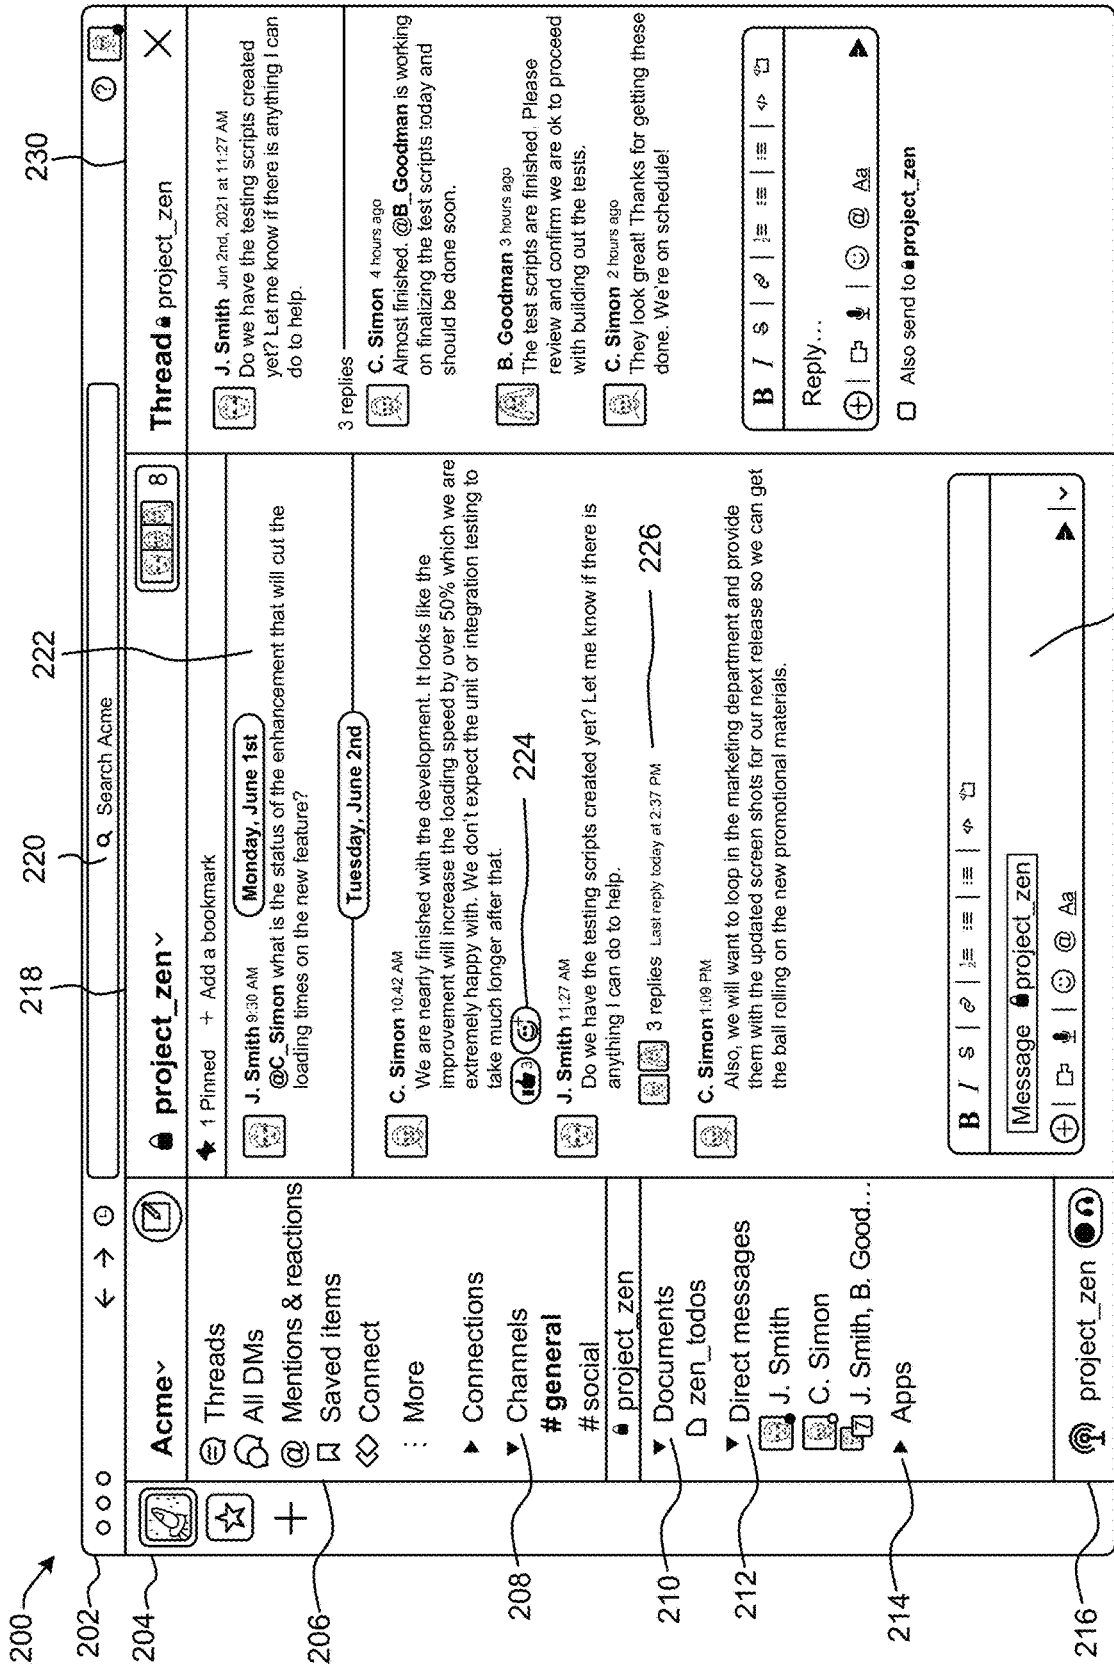 200
202
204
206
208
210
212
214
216
218
220
222
224
226
230
Search Acme
?
Acme
Threads
All DMs
@ Mentions & reactions
Saved items
Connect
More
Connections
Channels
# general
# social
project_zen
Documents
zen_todos
Direct messages
J. Smith
C. Simon
7 J. Smith, B. Good...
Apps
project_zen
project_zen
8
1 Pinned + Add a bookmark
Monday, June 1st
J. Smith 9:30 AM
@C_Simon what is the status of the enhancement that will cut the
loading times on the new feature?
Tuesday, June 2nd
C. Simon 10:42 AM
We are nearly finished with the development. It looks like the
improvement will increase the loading speed by over 50% which we are
extremely happy with. We don't expect the unit or integration testing to
take much longer after that.
3
J. Smith 11:27 AM
Do we have the testing scripts created yet? Let me know if there is
anything I can do to help.
3 replies Last reply today at 2:37 PM
C. Simon 1:09 PM
Also, we will want to loop in the marketing department and provide
them with the updated screen shots for our next release so we can get
the ball rolling on the new promotional materials.
B I S
Message project_zen
@ Aa
Thread project_zen
J. Smith Jun 2nd, 2021 at 11:27 AM
Do we have the testing scripts created
yet? Let me know if there is anything I can
do to help.
3 replies
C. Simon 4 hours ago
Almost finished. @B_Goodman is working
on finalizing the test scripts today and
should be done soon.
B. Goodman 3 hours ago
The test scripts are finished. Please
review and confirm we are ok to proceed
with building out the tests.
C. Simon 2 hours ago
They look great! Thanks for getting these
done. We're on schedule!
B I S
Reply...
@ Aa
Also send to project_zen